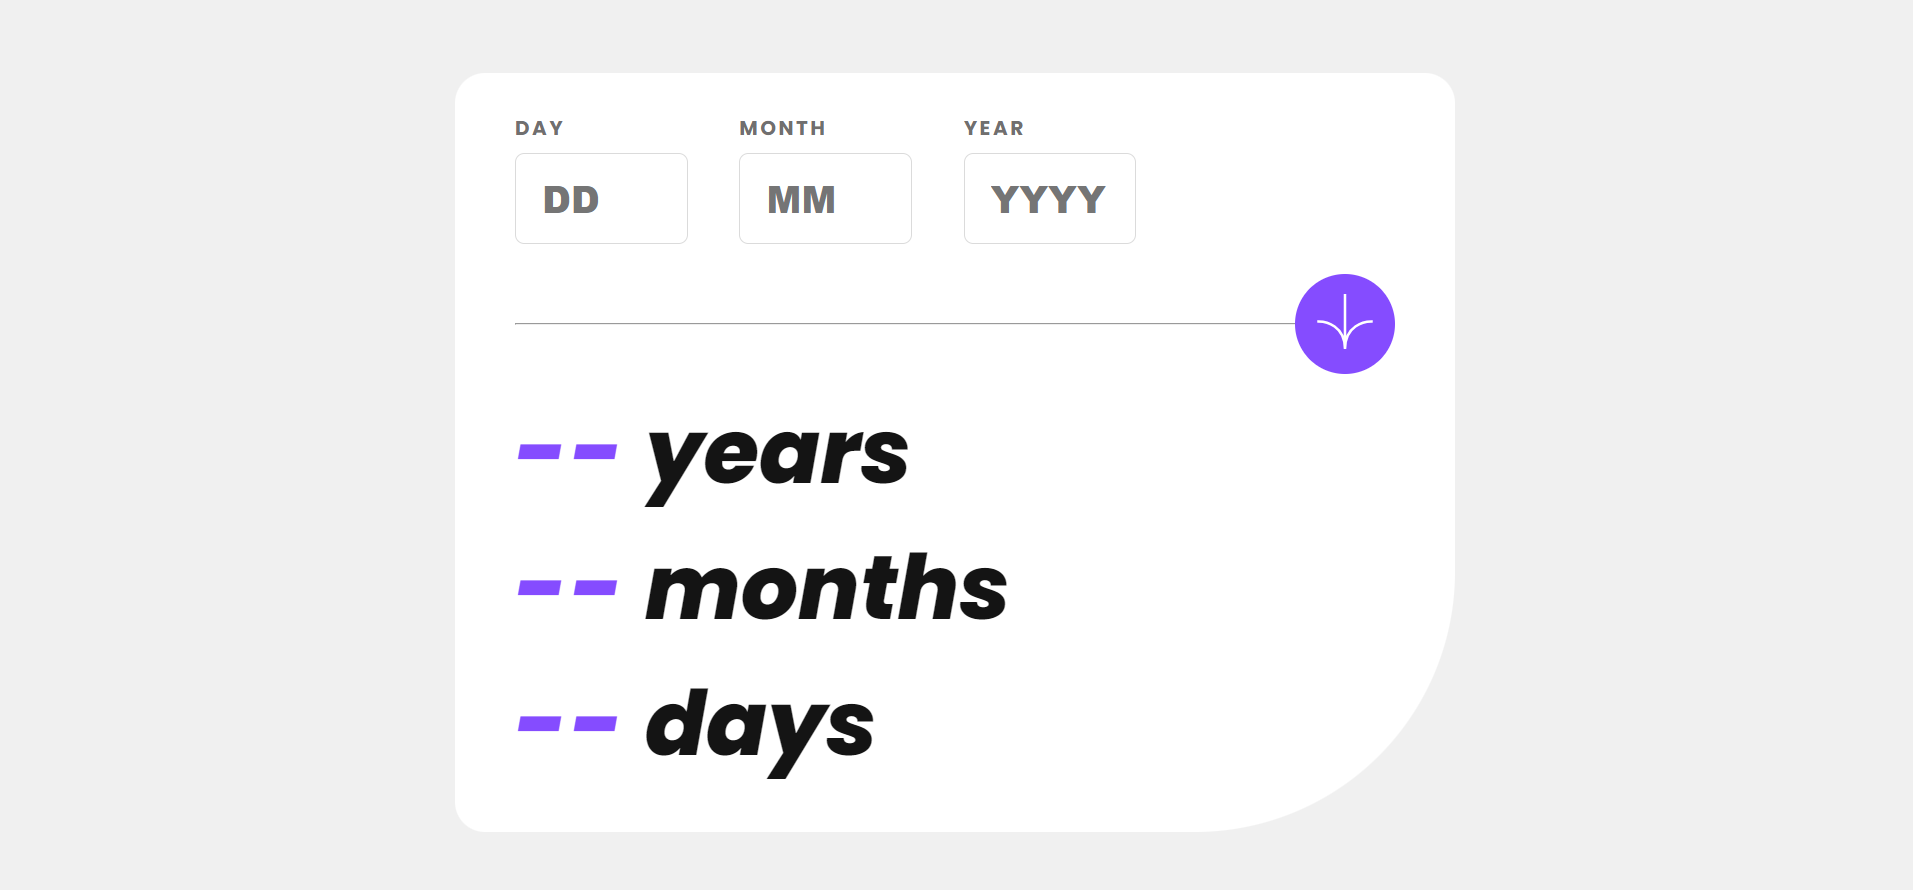 DAY MONTH YEAR
DD MM YYYY
-- years
-- months
-- days